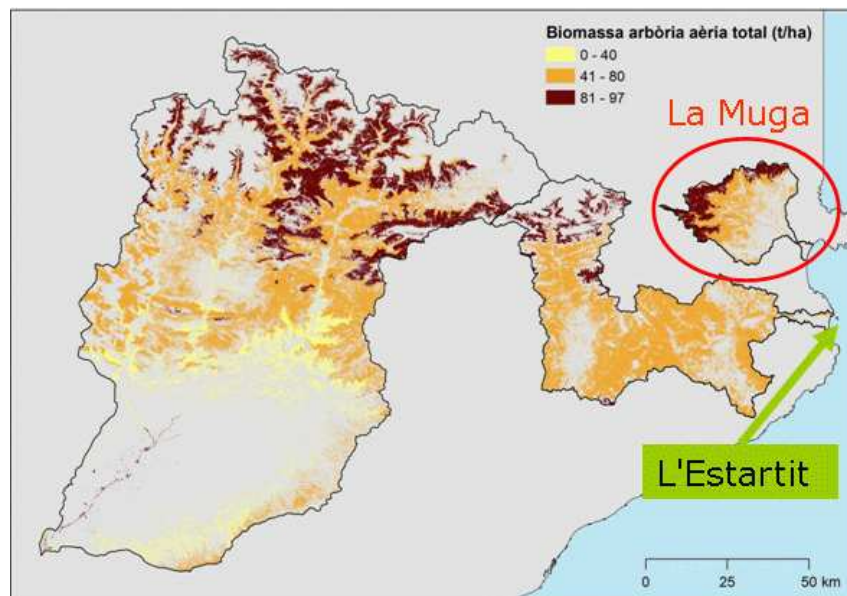 Biomassa arbòria aèria total (t/ha)
0 - 40
41 - 80
81 - 97
La Muga
L'Estartit
0 25 50 km